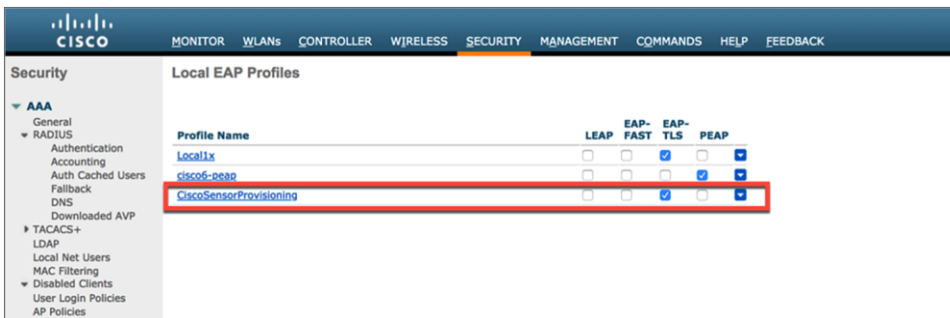 CISCO
MONITOR WLANs CONTROLLER WIRELESS SECURITY MANAGEMENT COMMANDS HELP FEEDBACK
Security
AAA
General
RADIUS
Authentication
Accounting
Auth Cached Users
Fallback
DNS
Downloaded AVP
TACACS+
LDAP
Local Net Users
MAC Filtering
Disabled Clients
User Login Policies
AP Policies
Local EAP Profiles
Profile Name LEAP EAP-FAST EAP-TLS PEAP
Local1x
cisco6-peap
CiscoSensorProvisioning